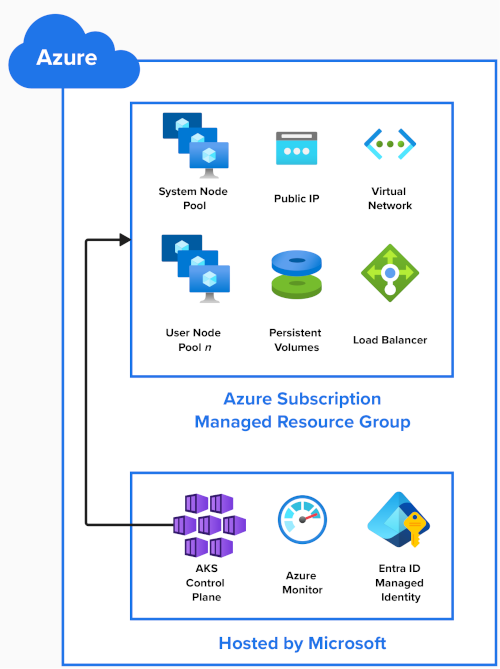 Azure
System Node
Pool
Public IP
Virtual
Network
User Node
Pool n
Persistent
Volumes
Load Balancer
Azure Subscription
Managed Resource Group
AKS
Control
Plane
Azure
Monitor
Entra ID
Managed
Identity
Hosted by Microsoft